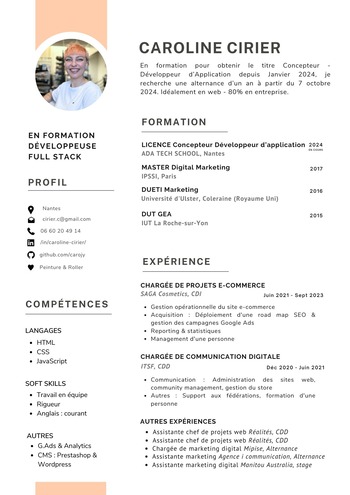 CAROLINE CIRIER
En formation pour obtenir le titre Concepteur -
Développeur d'Application depuis Janvier 2024, je
recherche une alternance d'un an à partir du 7 octobre
2024. Idéalement en web - 80% en entreprise.
EN FORMATION
DÉVELOPPEUSE
FULL STACK
PROFIL
Nantes
cirier.c@gmail.com
06 60 20 49 14
/in/caroline-cirier/
github.com/carojy
Peinture & Roller
COMPÉTENCES
LANGAGES
HTML
CSS
JavaScript
SOFT SKILLS
Travail en équipe
Rigueur
Anglais : courant
AUTRES
G.Ads & Analytics
CMS : Prestashop &
Wordpress
FORMATION
LICENCE Concepteur Développeur d'application 2024
ADA TECH SCHOOL, Nantes
MASTER Digital Marketing 2017
IPSSI, Paris
DUETI Marketing 2016
Université d'Ulster, Coleraine (Royaume Uni)
DUT GEA 2015
IUT La Roche-sur-Yon
EXPÉRIENCE
CHARGÉE DE PROJETS E-COMMERCE
SAGA Cosmetics, CDI Juin 2021 - Sept 2023
Gestion opérationnelle du site e-commerce
Acquisition : Déploiement d'une road map SEO &
gestion des campagnes Google Ads
Reporting & statistiques
Management d'une personne
CHARGÉE DE COMMUNICATION DIGITALE
ITSF, CDD Déc 2020 - Juin 2021
Communication : Administration des sites web,
community management, gestion du store
Autres : Support aux fédérations, formation d'une
personne
AUTRES EXPÉRIENCES
Assistante chef de projets web Réalités, CDD
Assistante chef de projets web Réalités, CDD
Chargée de marketing digital Mipise, Alternance
Assistante marketing Agence i communication, Alternance
Assistante marketing digital Manitou Australia, stage